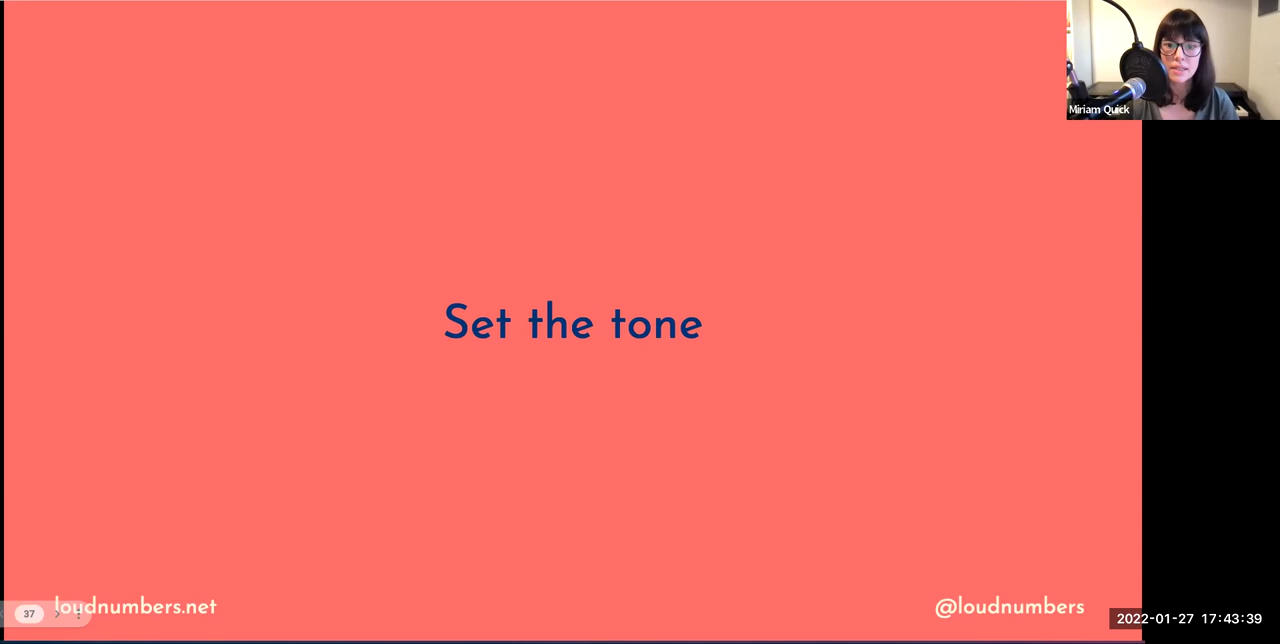 Miriam Quick
Set the tone
loudnumbers.net
37
@loudnumbers
2022-01-27 17:43:39